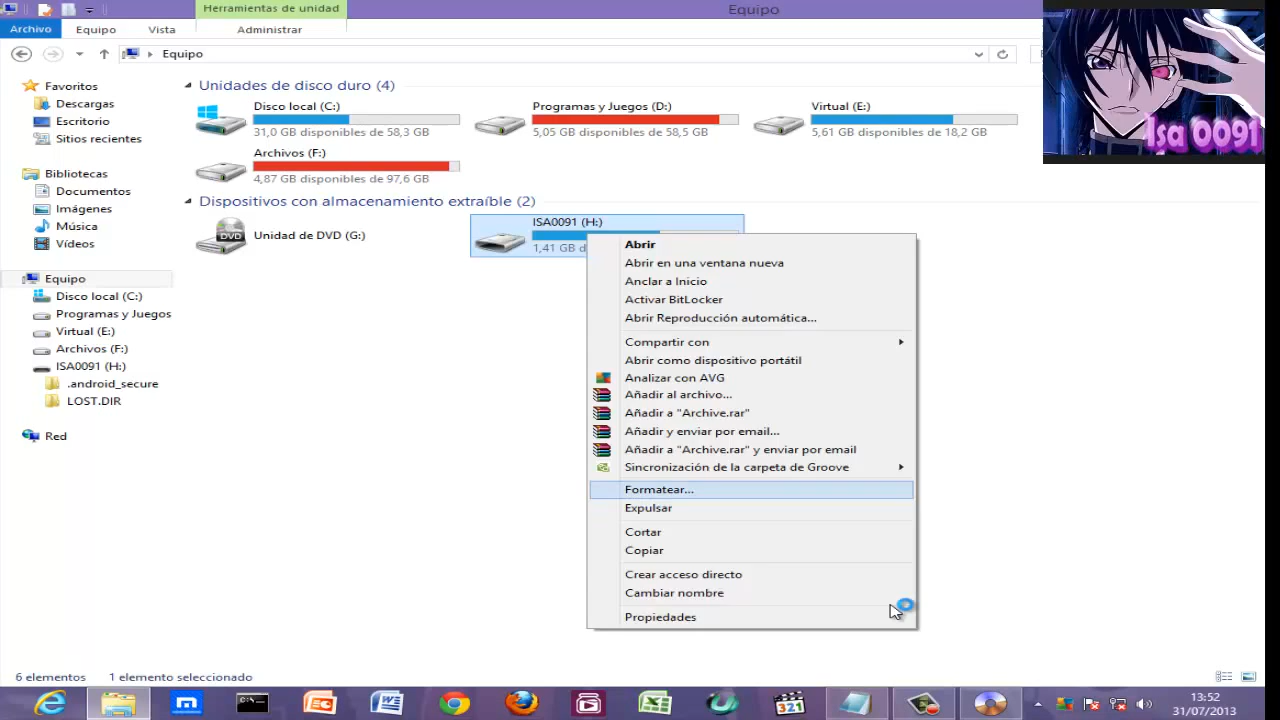 Herramientas de unidad
Equipo
Archivo
Equipo
Vista
Administrar
Equipo
Favoritos
Descargas
Escritorio
Sitios recientes
Bibliotecas
Documentos
Imágenes
Música
Vídeos
Equipo
Disco local (C:)
Programas y Juegos
Virtual (E:)
Archivos (F:)
ISA0091 (H:)
.android_secure
LOST.DIR
Red
Unidades de disco duro (4)
Disco local (C:)
31,0 GB disponibles de 58,3 GB
Programas y Juegos (D:)
5,05 GB disponibles de 58,5 GB
Virtual (E:)
5,61 GB disponibles de 18,2 GB
Archivos (F:)
4,87 GB disponibles de 97,6 GB
Dispositivos con almacenamiento extraíble (2)
DVD
Unidad de DVD (G:)
ISA0091 (H:)
1,41 GB d
Abrir
Abrir en una ventana nueva
Anclar a Inicio
Activar BitLocker
Abrir Reproducción automática...
Compartir con
Abrir como dispositivo portátil
Analizar con AVG
Añadir al archivo...
Añadir a "Archive.rar"
Añadir y enviar por email...
Añadir a "Archive.rar" y enviar por email
Sincronización de la carpeta de Groove
Formatear...
Expulsar
Cortar
Copiar
Crear acceso directo
Cambiar nombre
Propiedades
Isa 0091
6 elementos
1 elemento seleccionado
321
13:52
31/07/2013